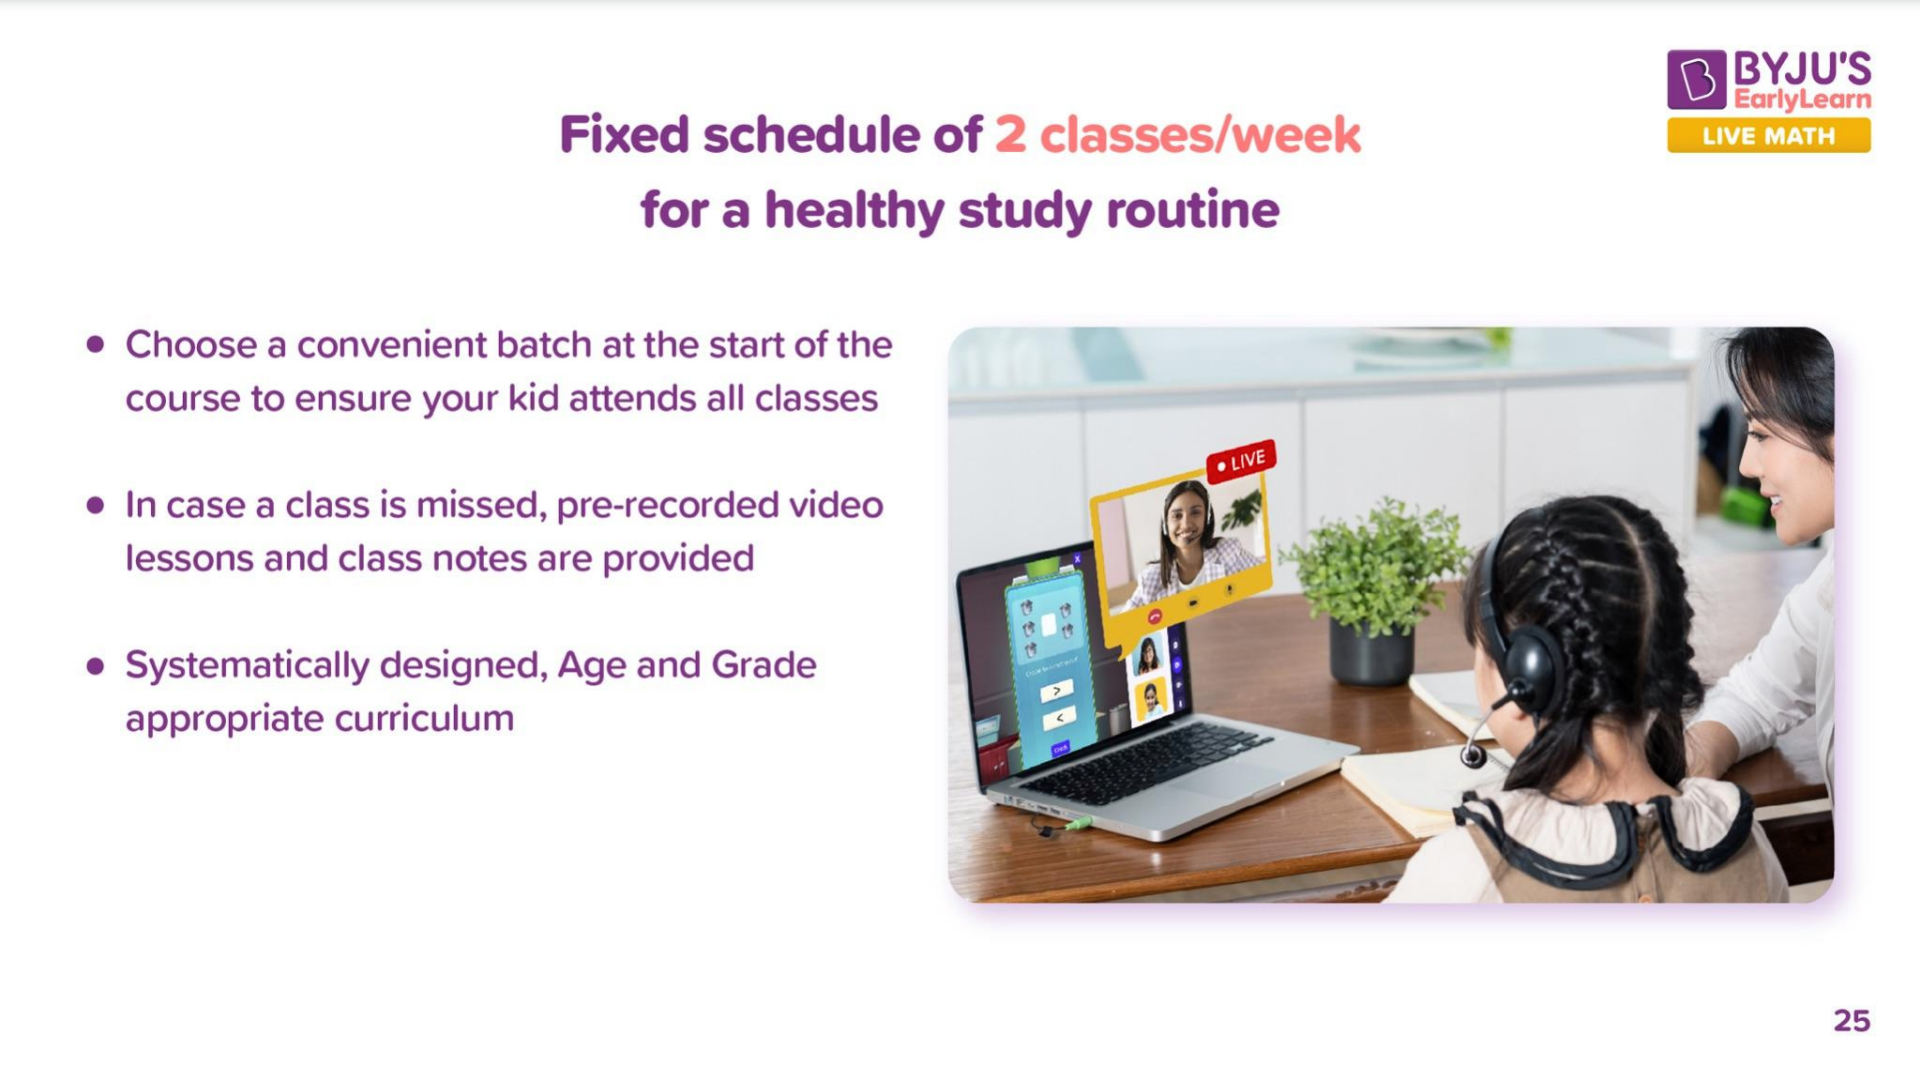 BYJU'S
EarlyLearn
LIVE MATH
Fixed schedule of 2 classes/week
for a healthy study routine
• Choose a convenient batch at the start of the
course to ensure your kid attends all classes
• In case a class is missed, pre-recorded video
lessons and class notes are provided
• Systematically designed, Age and Grade
appropriate curriculum
LIVE
>
<
25